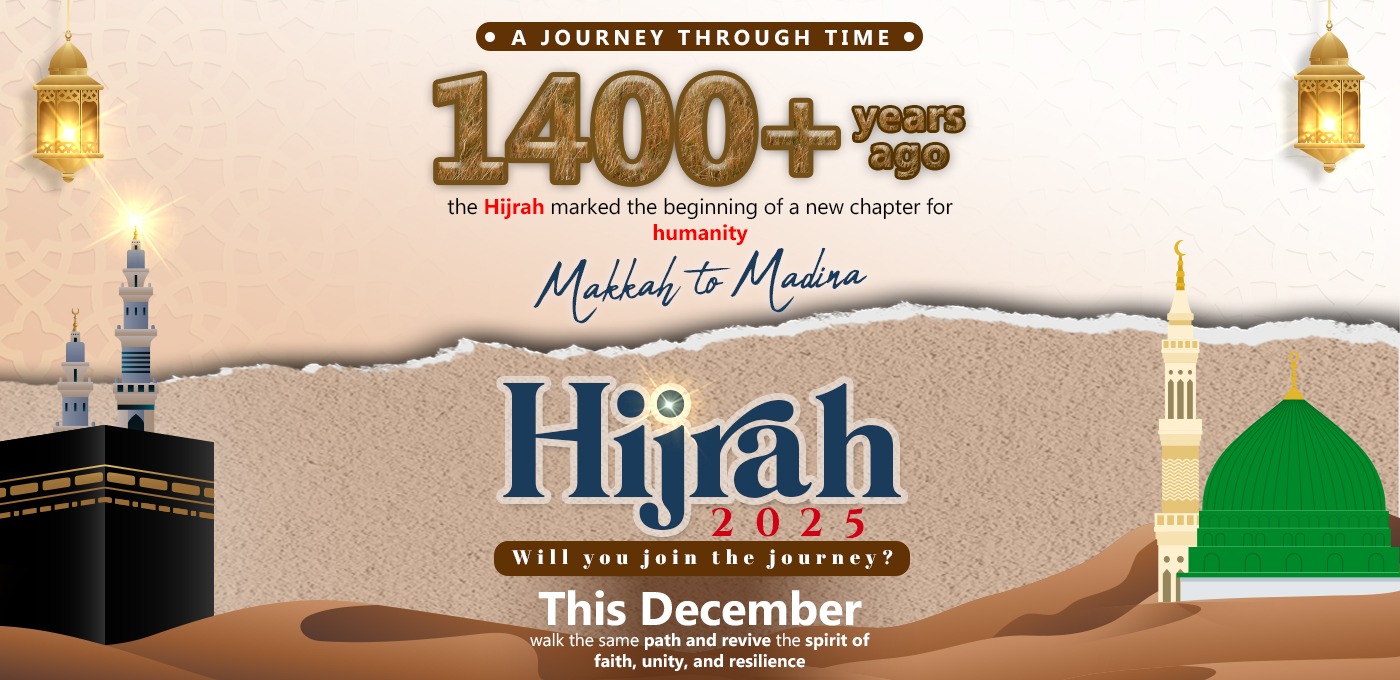 A JOURNEY THROUGH TIME
1400+ years ago
the Hijrah marked the beginning of a new chapter for
humanity
Makkah to Madina
Hijrah
2025
Will you join the journey?
This December
walk the same path and revive the spirit of
faith, unity, and resilience